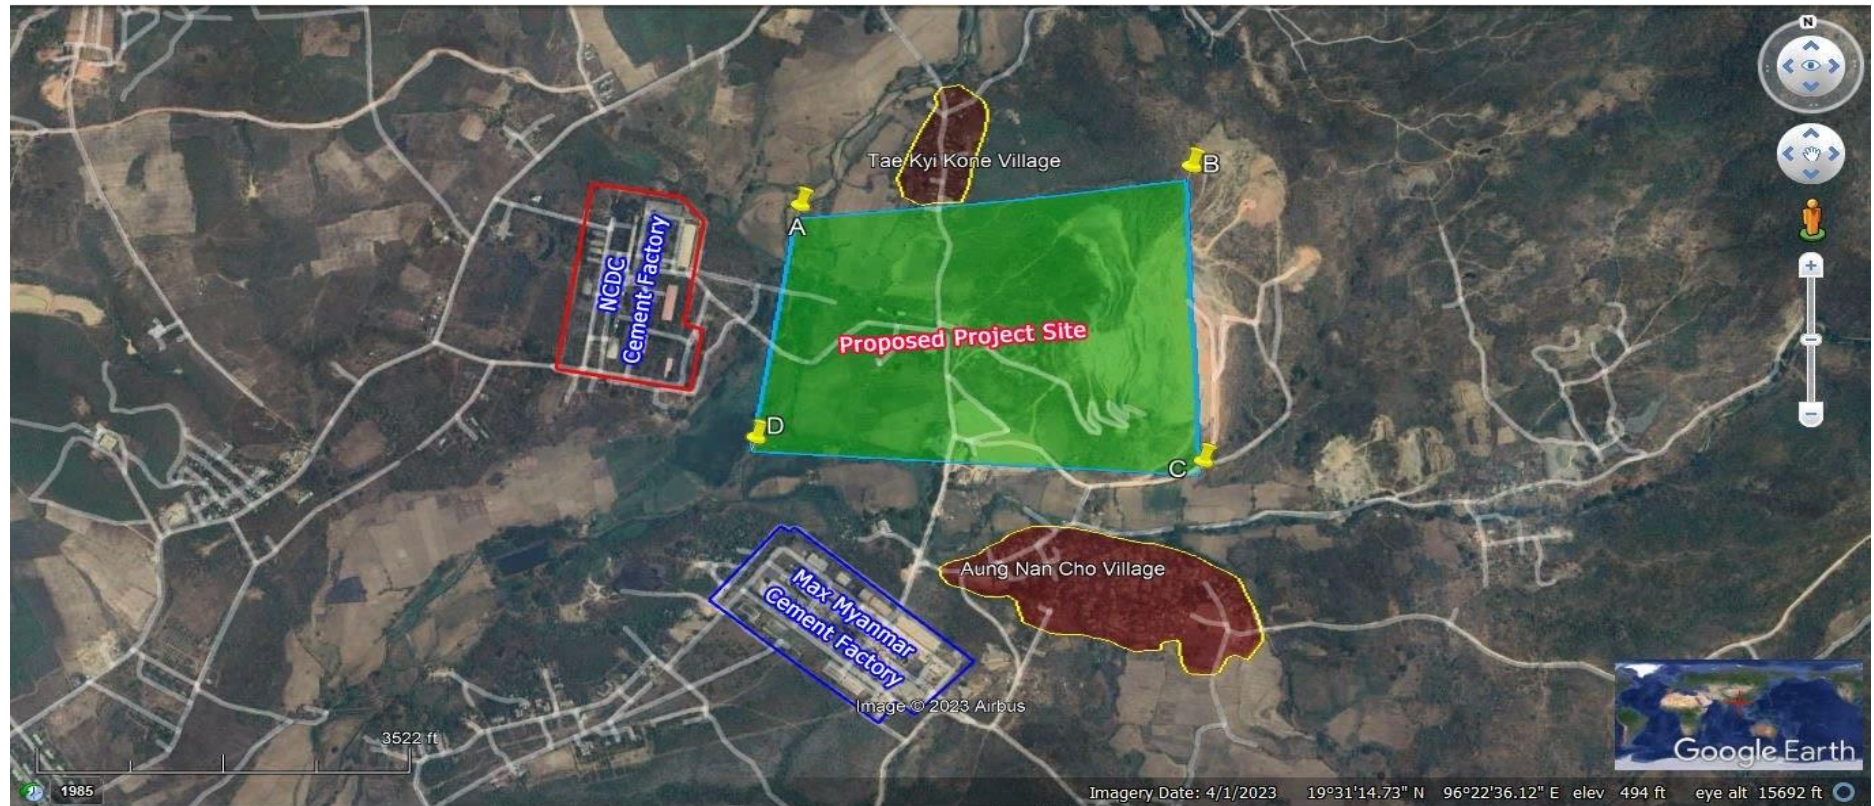 N
B
Tae Kyi Kone Village
A
NCDC
Cement Factory
Proposed Project Site
D
C
Aung Nan Cho Village
Max Myanmar
Cement Factory
Image © 2023 Airbus
3522 ft
Google Earth
1985
Imagery Date: 4/1/2023 19°31'14.73" N 96°22'36.12" E elev 494 ft eye alt 15692 ft